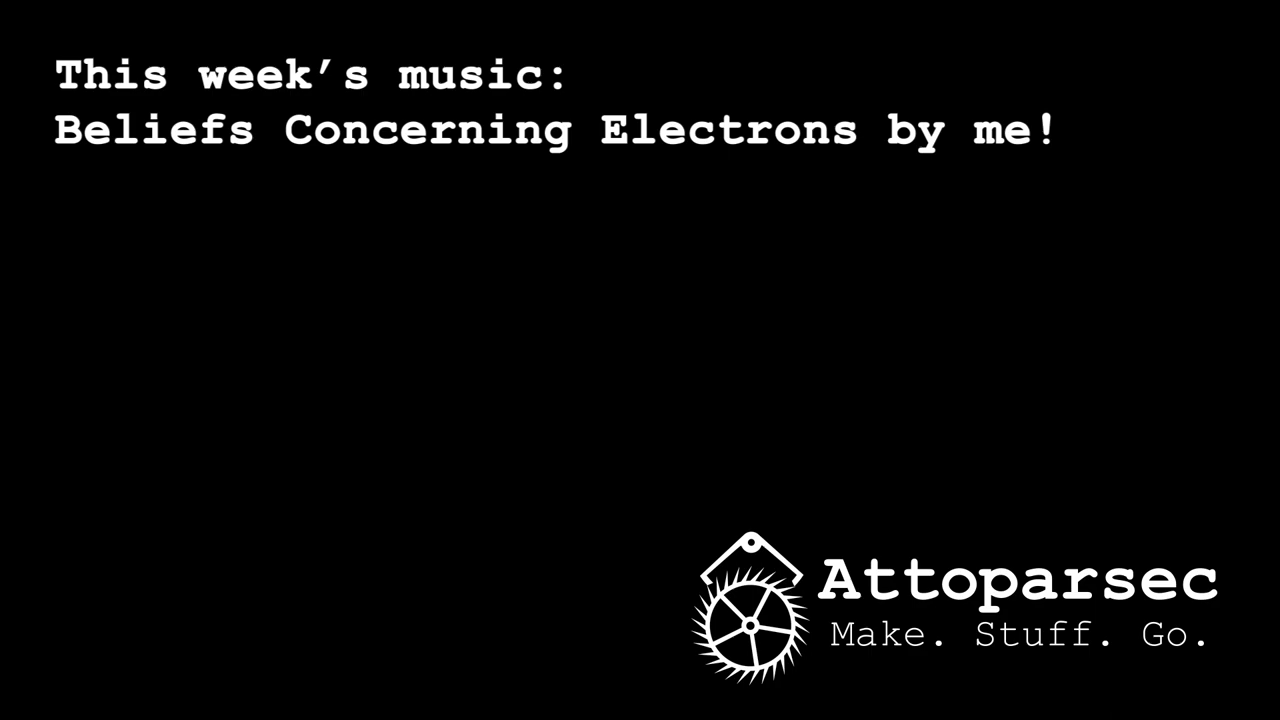 This week’s music:
Beliefs Concerning Electrons by me!
Attoparsec
Make. Stuff. Go.